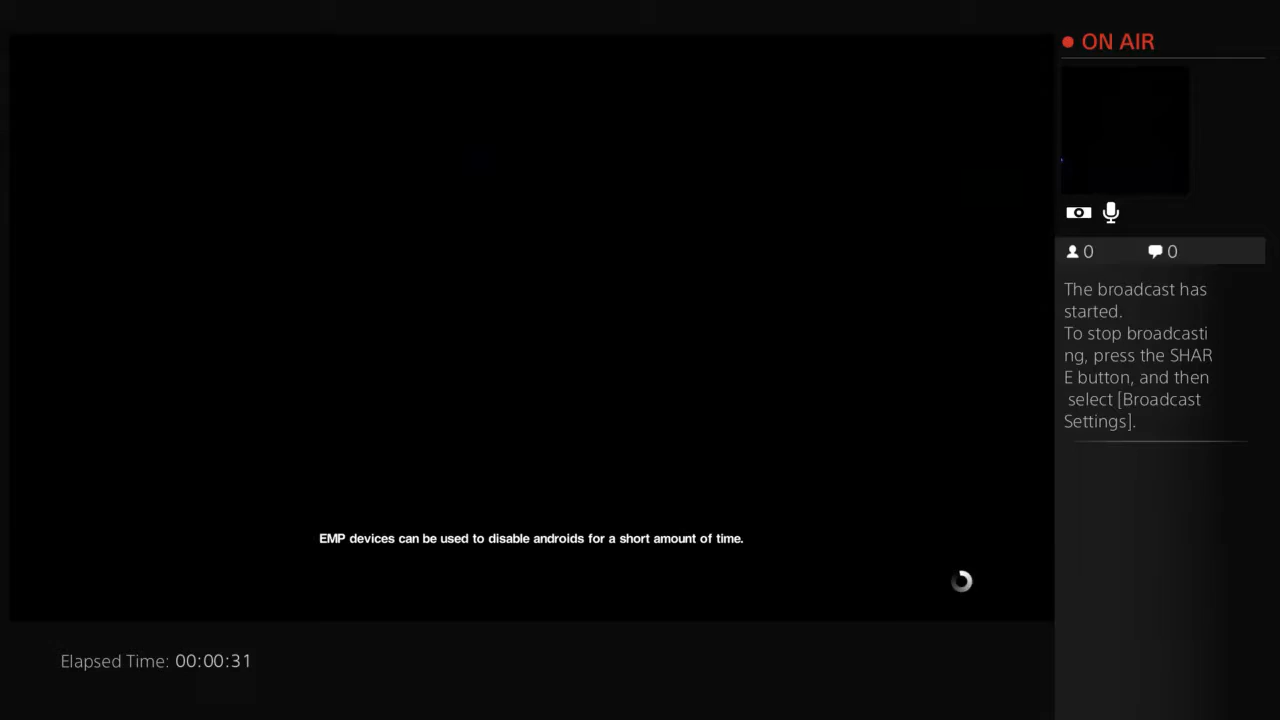 ON AIR
0 0
The broadcast has
started.
To stop broadcasti
ng, press the SHAR
E button, and then
select [Broadcast
Settings].
EMP devices can be used to disable androids for a short amount of time.
Elapsed Time: 00:00:31